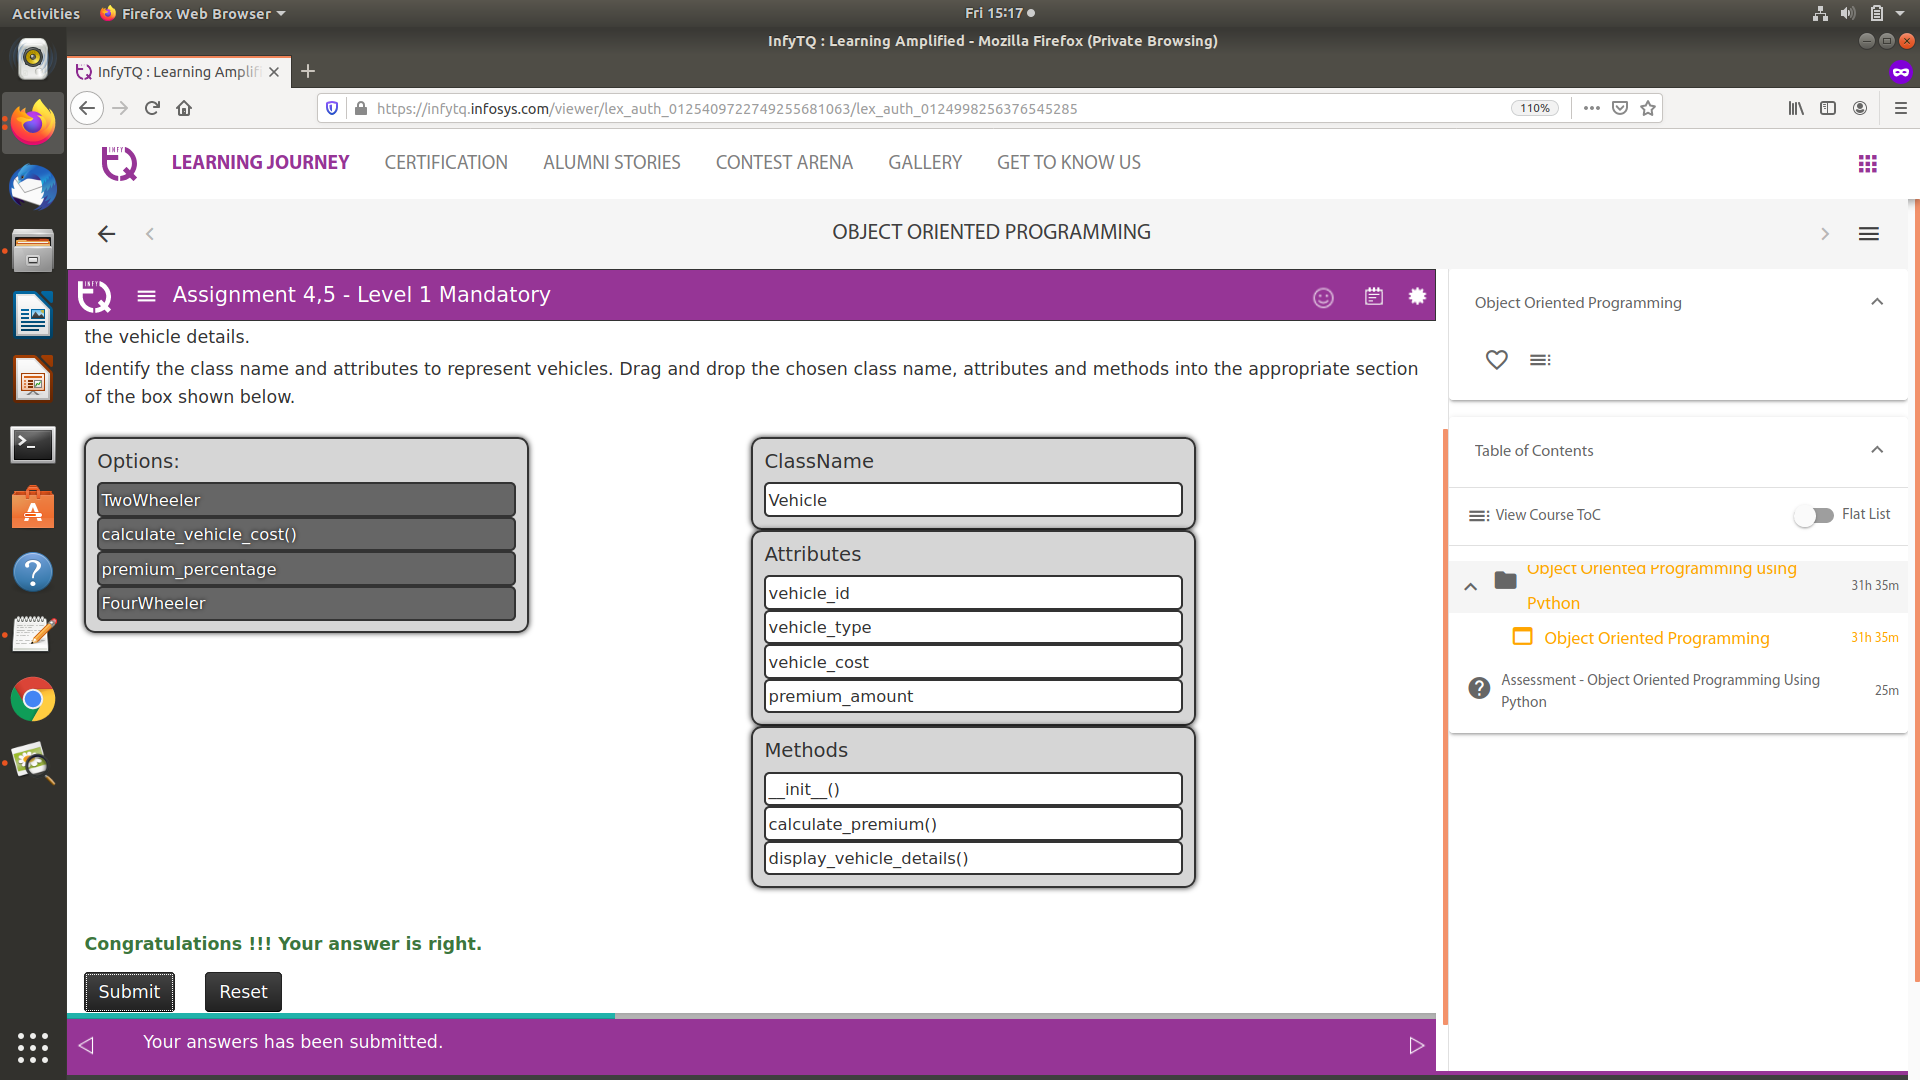 Activities
Firefox Web Browser
Fri 15:17
InfyTQ : Learning Amplified - Mozilla Firefox (Private Browsing)
InfyTQ : Learning Amplifi
https://infytq.infosys.com/viewer/lex_auth_0125409722749255681063/lex_auth_0124998256376545285
110%
INFY
TQ
LEARNING JOURNEY
CERTIFICATION
ALUMNI STORIES
CONTEST ARENA
GALLERY
GET TO KNOW US
OBJECT ORIENTED PROGRAMMING
INFY
TQ
Assignment 4,5 - Level 1 Mandatory
the vehicle details.
Identify the class name and attributes to represent vehicles. Drag and drop the chosen class name, attributes and methods into the appropriate section
of the box shown below.
Options:
TwoWheeler
calculate_vehicle_cost()
premium_percentage
FourWheeler
ClassName
Vehicle
Attributes
vehicle_id
vehicle_type
vehicle_cost
premium_amount
Methods
__init__()
calculate_premium()
display_vehicle_details()
Congratulations !!! Your answer is right.
Submit
Reset
Your answers has been submitted.
Object Oriented Programming
Table of Contents
View Course ToC
Flat List
Object Oriented Programming using
Python
31h 35m
Object Oriented Programming
31h 35m
Assessment - Object Oriented Programming Using
Python
25m